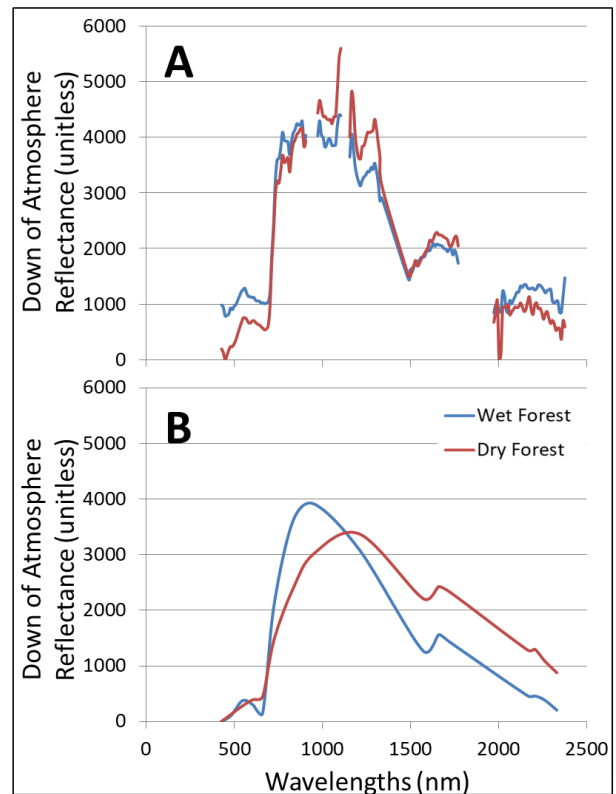 6000
5000
4000
3000
2000
1000
0
Down of Atmosphere
Reflectance (unitless)
A
6000
5000
4000
3000
2000
1000
0
Down of Atmosphere
Reflectance (unitless)
B
Wet Forest
Dry Forest
0 500 1000 1500 2000 2500
Wavelengths (nm)